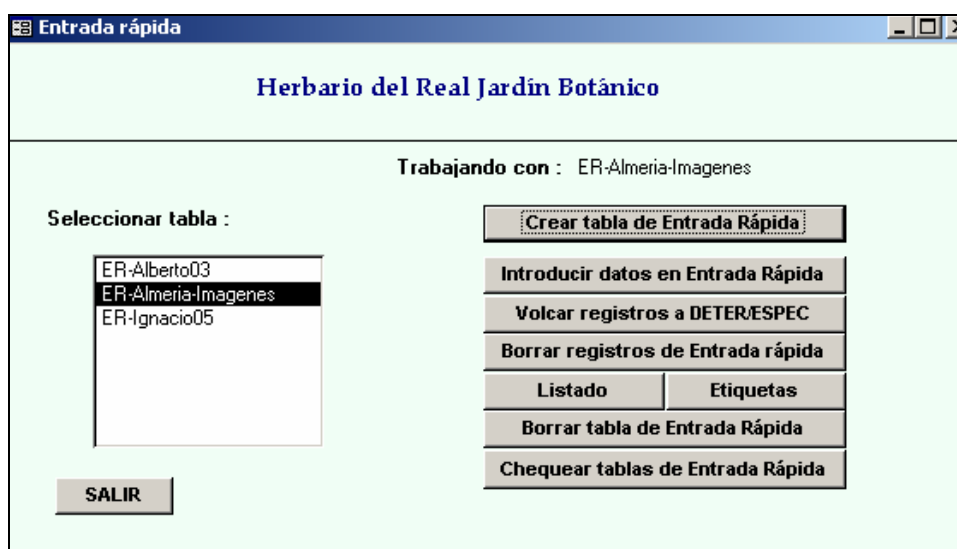 Entrada rápida
Herbario del Real Jardín Botánico
Trabajando con : ER-Almeria-Imagenes
Seleccionar tabla :
ER-Alberto03
ER-Almeria-Imagenes
ER-Ignacio05
SALIR
Crear tabla de Entrada Rápida
Introducir datos en Entrada Rápida
Volcar registros a DETER/ESPEC
Borrar registros de Entrada rápida
Listado Etiquetas
Borrar tabla de Entrada Rápida
Chequear tablas de Entrada Rápida